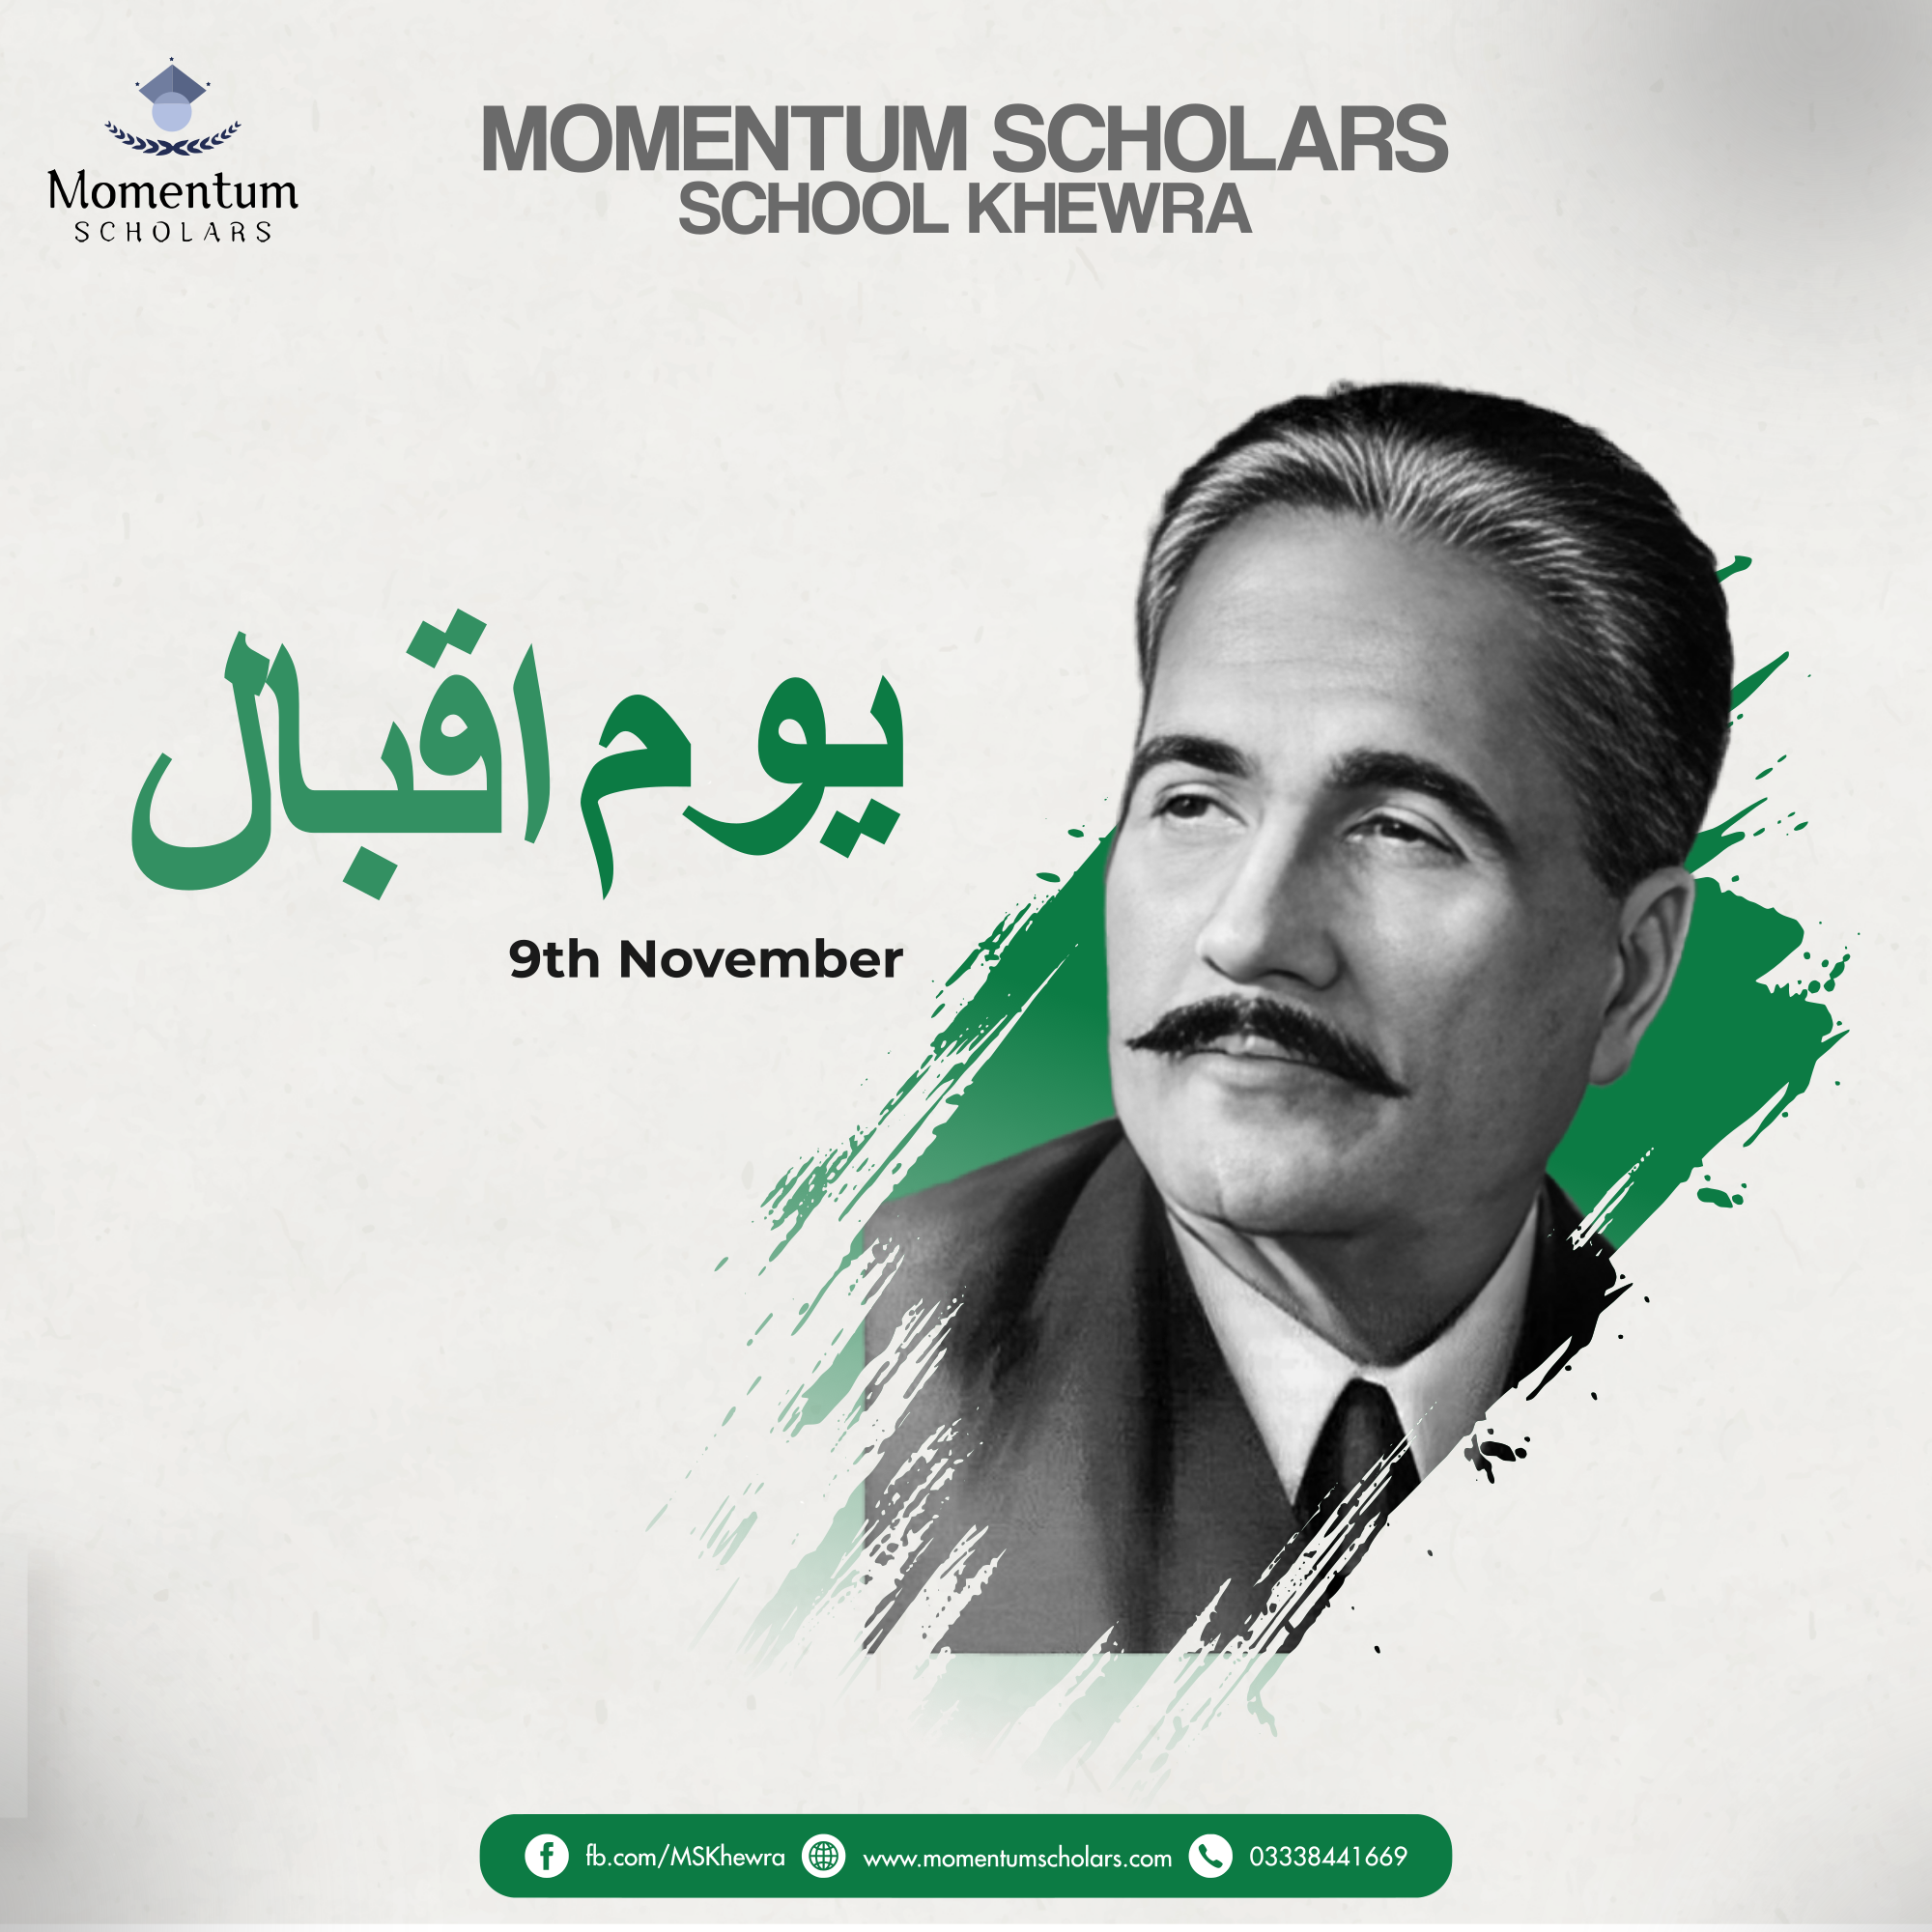 Momentum
SCHOLARS
MOMENTUM SCHOLARS
SCHOOL KHEWRA
یوم اقبال
9th November
fb.com/MSKhewra www.momentumscholars.com 03338441669